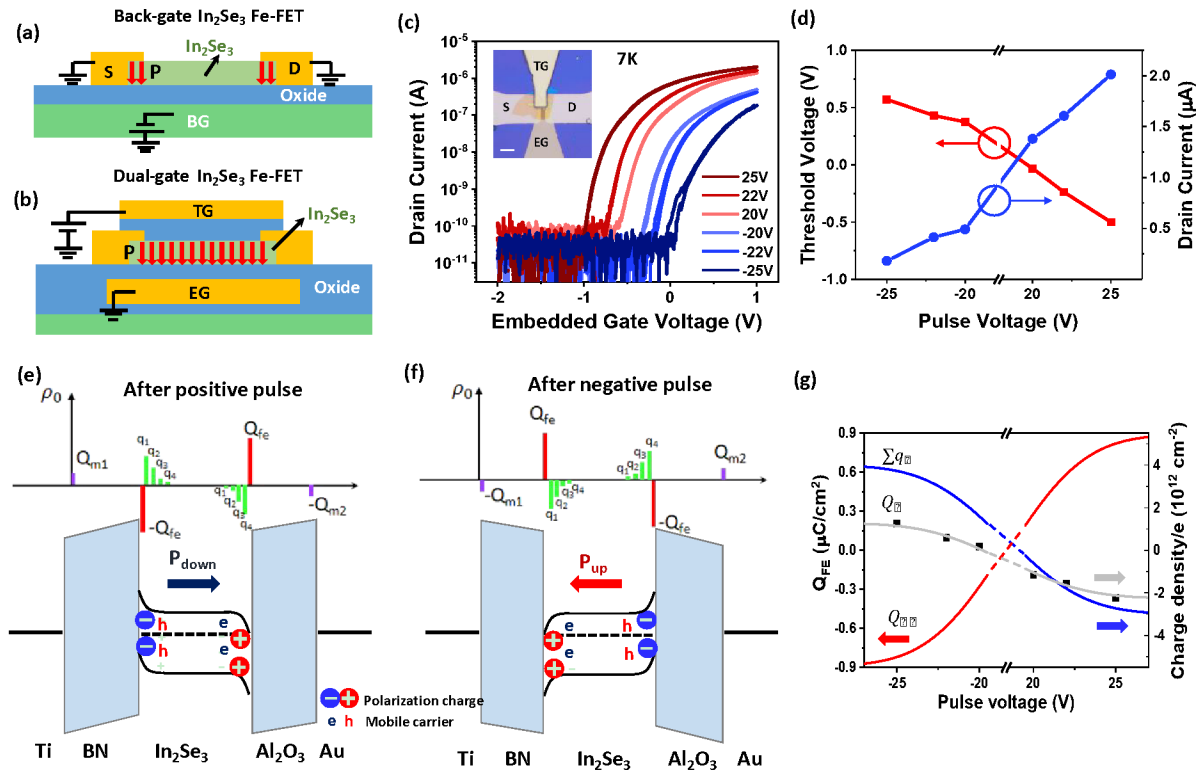 Back-gate In₂Se₃ Fe-FET
(a)
In₂Se₃
S
P
D
Oxide
BG
Dual-gate In₂Se₃ Fe-FET
(b)
TG
In₂Se₃
P
EG
Oxide
(c)
7K
TG
S
D
EG
10⁻⁵
10⁻⁶
10⁻⁷
10⁻⁸
10⁻⁹
10⁻¹⁰
10⁻¹¹
Drain Current (A)
25V
22V
20V
-20V
-22V
-25V
-2 -1 0 1
Embedded Gate Voltage (V)
(d)
1.0
0.5
0.0
-0.5
-1.0
Threshold Voltage (V)
2.0
1.5
1.0
0.5
0.0
Drain Current (µA)
-25 -20 20 25
Pulse Voltage (V)
(e)
After positive pulse
ρ₀
Qm1
q₁
q₂
q₃
q₄
Qfe
-Qfe
q₁
q₂
q₃
q₄
-Qm2
Pdown
h
e
h
e
Polarization charge
e h Mobile carrier
Ti BN In₂Se₃ Al₂O₃ Au
(f)
After negative pulse
ρ₀
Qfe
-Qm1
q₁
q₂
q₃
q₄
q₁
q₂
q₃
q₄
Qm2
-Qfe
Pup
e
h
e
h
Ti BN In₂Se₃ Al₂O₃ Au
(g)
0.9
0.6
0.3
0.0
-0.3
-0.6
-0.9
Q_FE (µC/cm²)
∑q
Q
Q
4
2
0
-2
-4
Charge density/e (10¹² cm⁻²)
-25 -20 20 25
Pulse voltage (V)